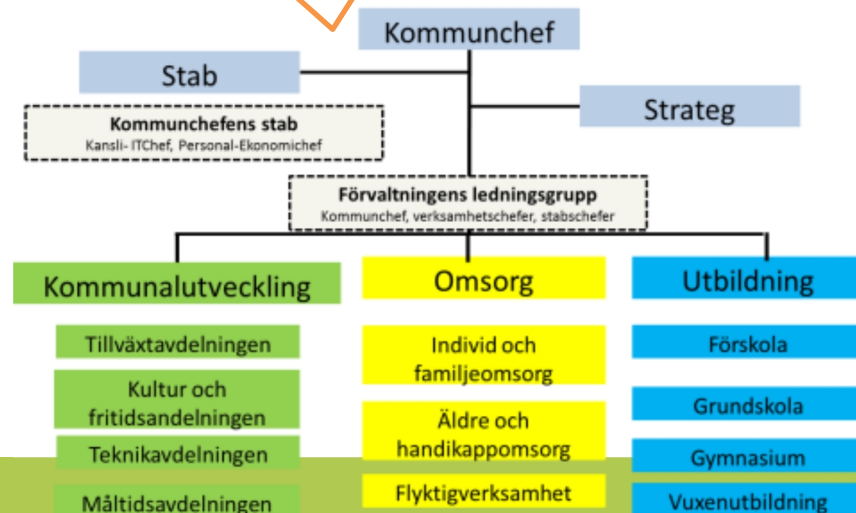 Kommunchef
Stab
Strateg
Kommunchefens stab
Kansli- ITChef, Personal-Ekonomichef
Förvaltningens ledningsgrupp
Kommunchef, verksamhetschefer, stabschefer
Kommunalutveckling
Tillväxtavdelningen
Kultur och
fritidsandelningen
Teknikavdelningen
Måltidsavdelningen
Omsorg
Individ och
familjeomsorg
Äldre och
handikappomsorg
Flyktigverksamhet
Utbildning
Förskola
Grundskola
Gymnasium
Vuxenutbildning